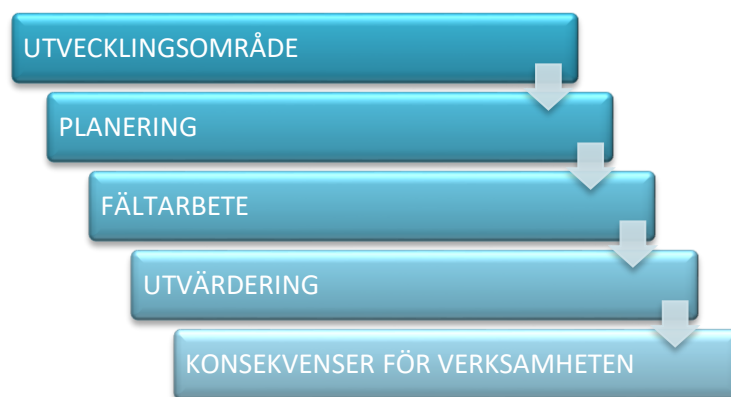 UTVECKLINGSOMRÅDE
PLANERING
FÄLTARBETE
UTVÄRDERING
KONSEKVENSER FÖR VERKSAMHETEN